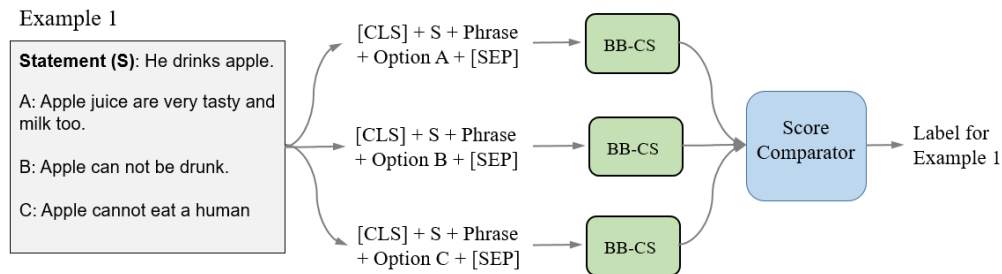 Example 1
Statement (S): He drinks apple.
A: Apple juice are very tasty and
milk too.
B: Apple can not be drunk.
C: Apple cannot eat a human
[CLS] + S + Phrase
+ Option A + [SEP]
BB-CS
[CLS] + S + Phrase
+ Option B + [SEP]
BB-CS
[CLS] + S + Phrase
+ Option C + [SEP]
BB-CS
Score
Comparator
Label for
Example 1